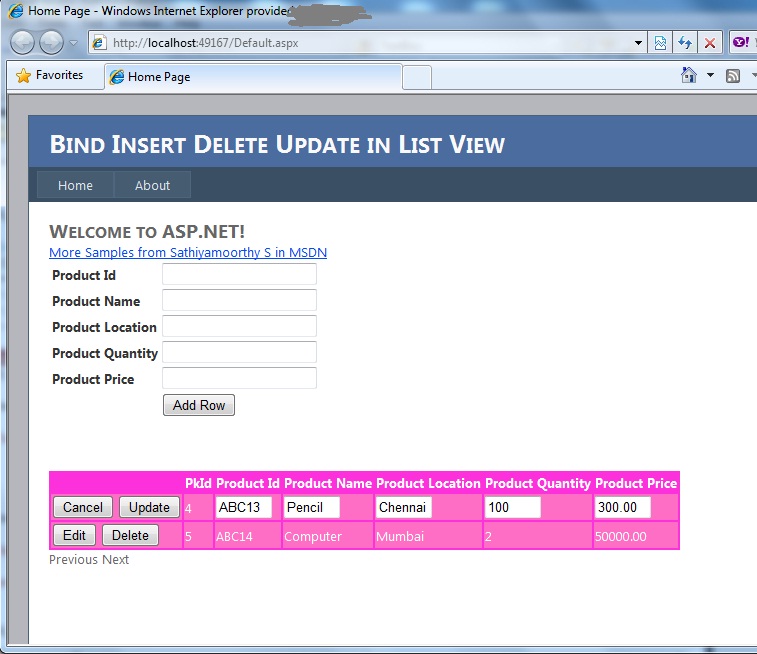 Home Page - Windows Internet Explorer provided
http://localhost:49167/Default.aspx
Favorites
Home Page
BIND INSERT DELETE UPDATE IN LIST VIEW
Home About
WELCOME TO ASP.NET!
More Samples from Sathiyamoorthy S in MSDN
Product Id
Product Name
Product Location
Product Quantity
Product Price
Add Row
PkId Product Id Product Name Product Location Product Quantity Product Price
Cancel Update 4 ABC13 Pencil Chennai 100 300.00
Edit Delete 5 ABC14 Computer Mumbai 2 50000.00
Previous Next